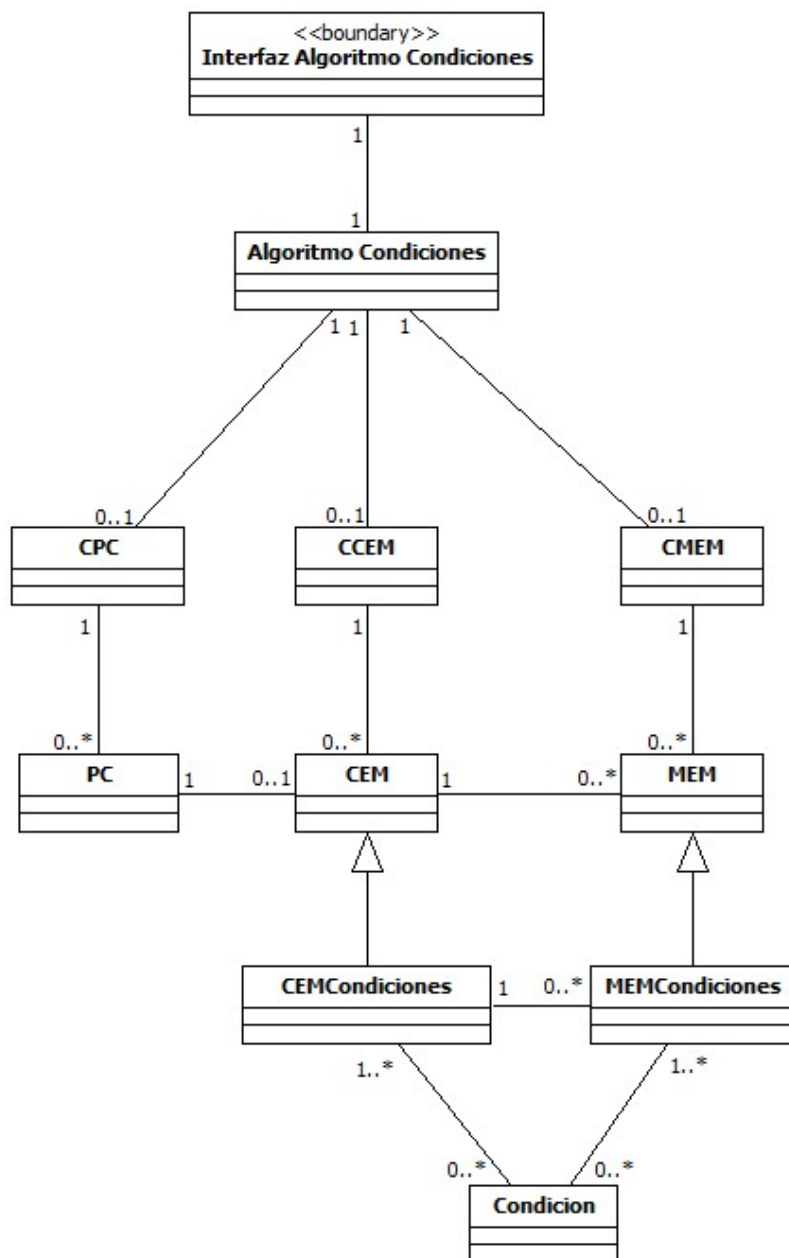 <<boundary>>
Interfaz Algoritmo Condiciones
1
1
Algoritmo Condiciones
1 1 1
0..1 0..1 0..1
CPC CCEM CMEM
1 1 1
0..* 0..* 0..*
PC 1 0..1 CEM 1 0..* MEM
CEMCondiciones 1 0..* MEMCondiciones
1..* 1..*
0..* 0..*
Condicion